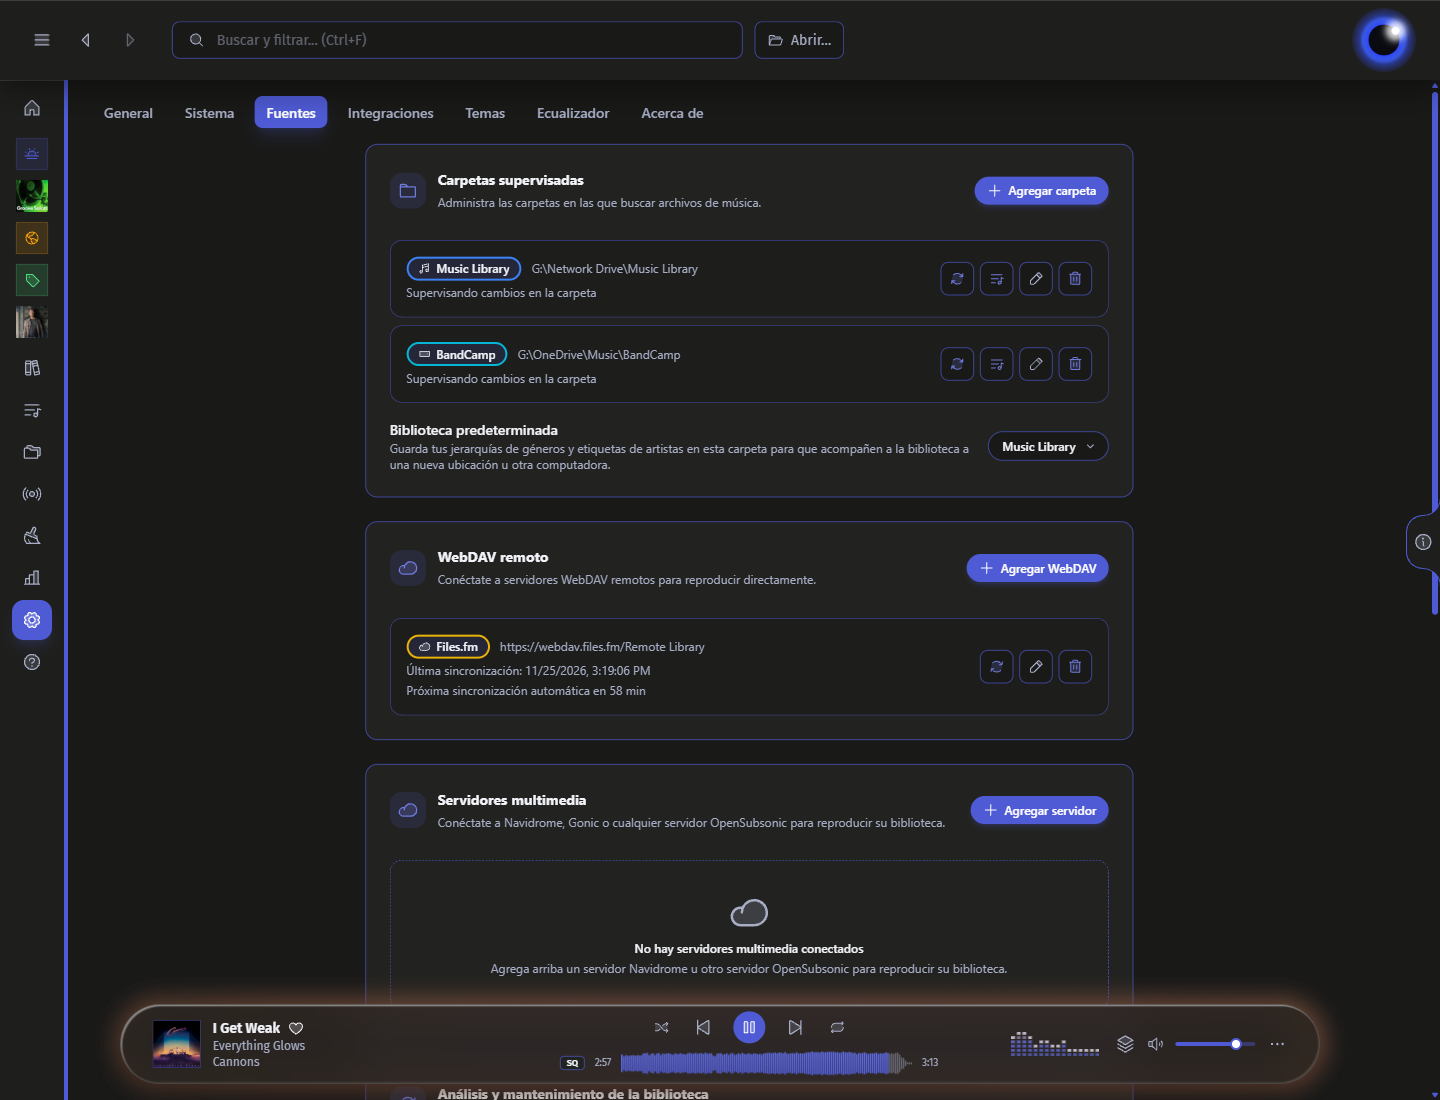 Buscar y filtrar... (Ctrl+F)
Abrir...
General
Sistema
Fuentes
Integraciones
Temas
Ecualizador
Acerca de
Carpetas supervisadas
Administra las carpetas en las que buscar archivos de música.
Agregar carpeta
Music Library
G:\Network Drive\Music Library
Supervisando cambios en la carpeta
BandCamp
G:\OneDrive\Music\BandCamp
Supervisando cambios en la carpeta
Biblioteca predeterminada
Guarda tus jerarquías de géneros y etiquetas de artistas en esta carpeta para que acompañen a la biblioteca a
una nueva ubicación u otra computadora.
Music Library
WebDAV remoto
Conéctate a servidores WebDAV remotos para reproducir directamente.
Agregar WebDAV
Files.fm
https://webdav.files.fm/Remote Library
Última sincronización: 11/25/2026, 3:19:06 PM
Próxima sincronización automática en 58 min
Servidores multimedia
Conéctate a Navidrome, Gonic o cualquier servidor OpenSubsonic para reproducir su biblioteca.
Agregar servidor
No hay servidores multimedia conectados
Agrega arriba un servidor Navidrome u otro servidor OpenSubsonic para reproducir su biblioteca.
I Get Weak
Everything Glows
Cannons
SQ
2:57
3:13
Análisis y mantenimiento de la biblioteca